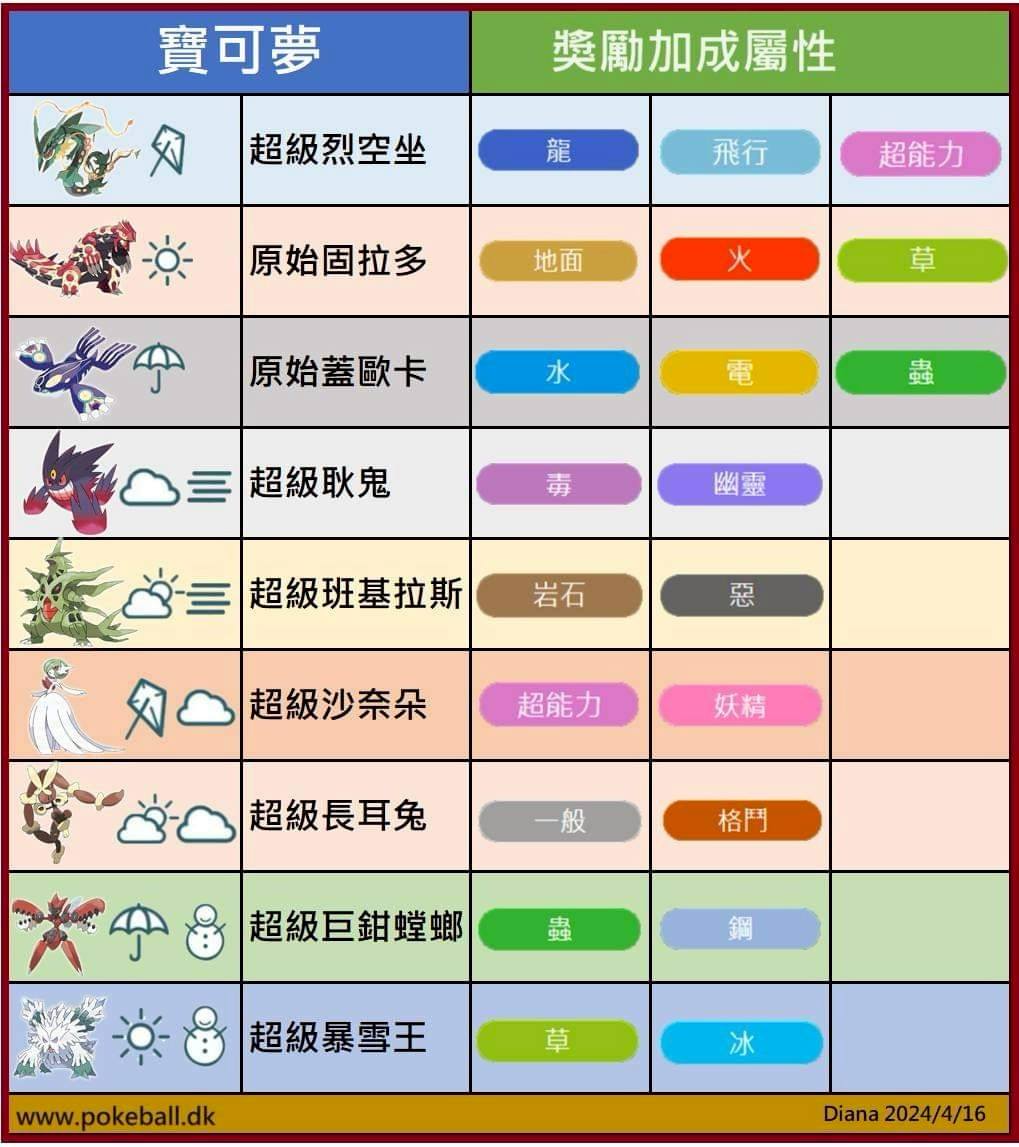 寶可夢 獎勵加成屬性
超級烈空坐 龍 飛行 超能力
原始固拉多 地面 火 草
原始蓋歐卡 水 電 蟲
超級耿鬼 毒 幽靈
超級班基拉斯 岩石 惡
超級沙奈朵 超能力 妖精
超級長耳兔 一般 格鬥
超級巨鉗螳螂 蟲 鋼
超級暴雪王 草 冰
www.pokeball.dk Diana 2024/4/16